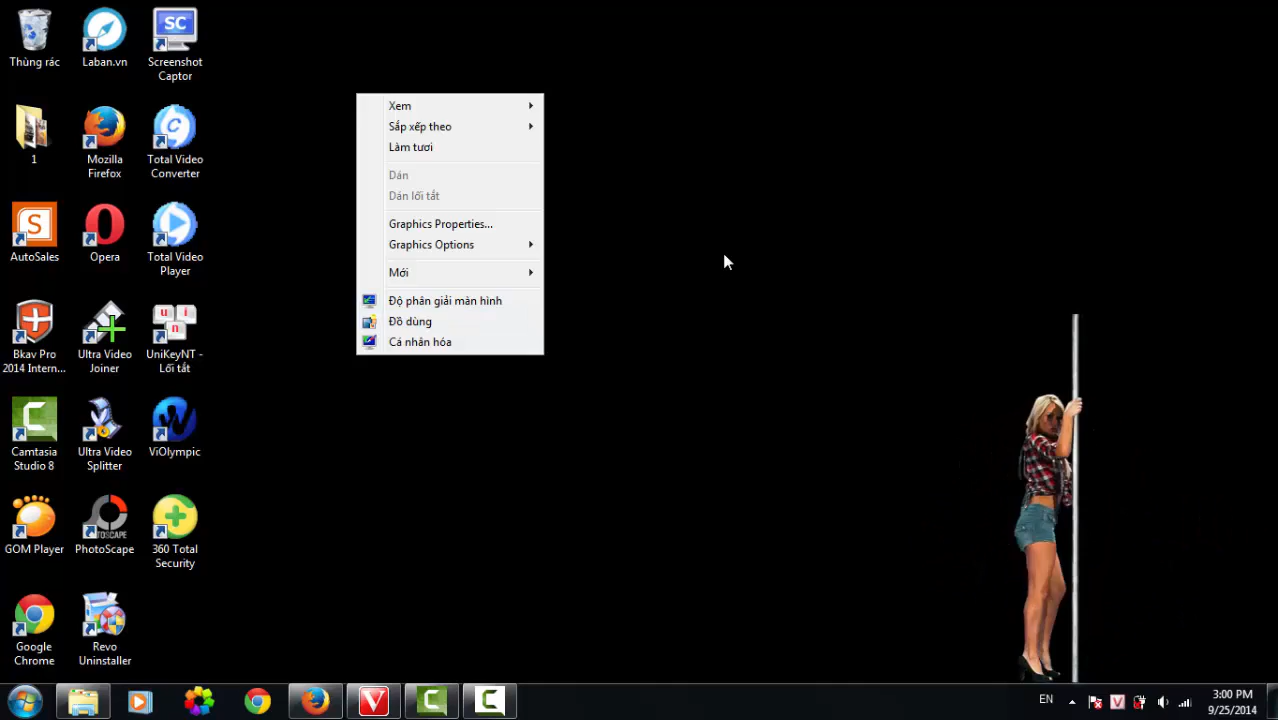 Thùng rác
Laban.vn
Screenshot
Captor
1
Mozilla
Firefox
Total Video
Converter
AutoSales
Opera
Total Video
Player
Bkav Pro
2014 Intern...
Ultra Video
Joiner
UniKeyNT -
Lối tắt
Camtasia
Studio 8
Ultra Video
Splitter
ViOlympic
GOM Player
PhotoScape
360 Total
Security
Google
Chrome
Revo
Uninstaller
Xem
Sắp xếp theo
Làm tươi
Dán
Dán lối tắt
Graphics Properties...
Graphics Options
Mới
Độ phân giải màn hình
Đồ dùng
Cá nhân hóa
EN
3:00 PM
9/25/2014